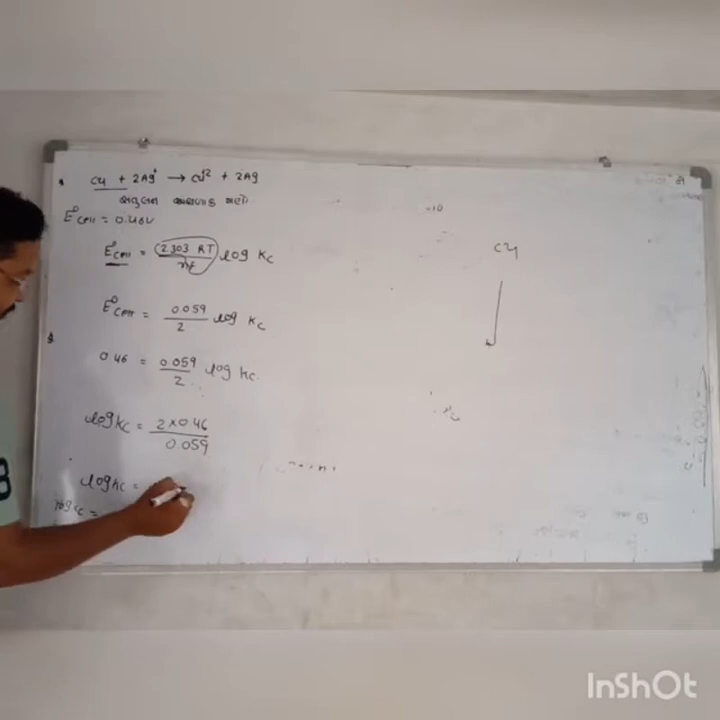 Cu + 2Ag⁺ → Cu² + 2Ag
E°cell = 0.46V
E°cell = 2.303 RT / nF log Kc
E°cell = 0.059 / 2 log Kc
0.46 = 0.059 / 2 log Kc
log Kc = 2×0.46 / 0.059
log Kc =
log Kc =
Cu
InShOt